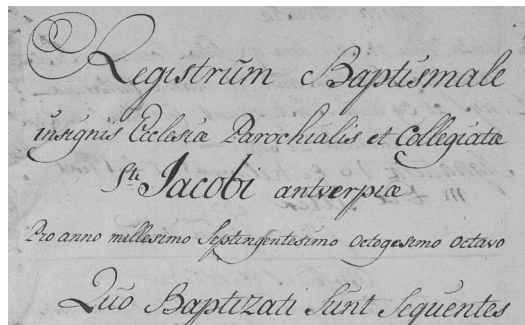 Registrum Baptismale
insignis Ecclesiæ Parochialis et Collegiatæ
Sti Jacobi antverpiæ
Pro anno millesimo Septingentesimo Octogesimo Octavo
Quo Baptizati Sunt Sequentes